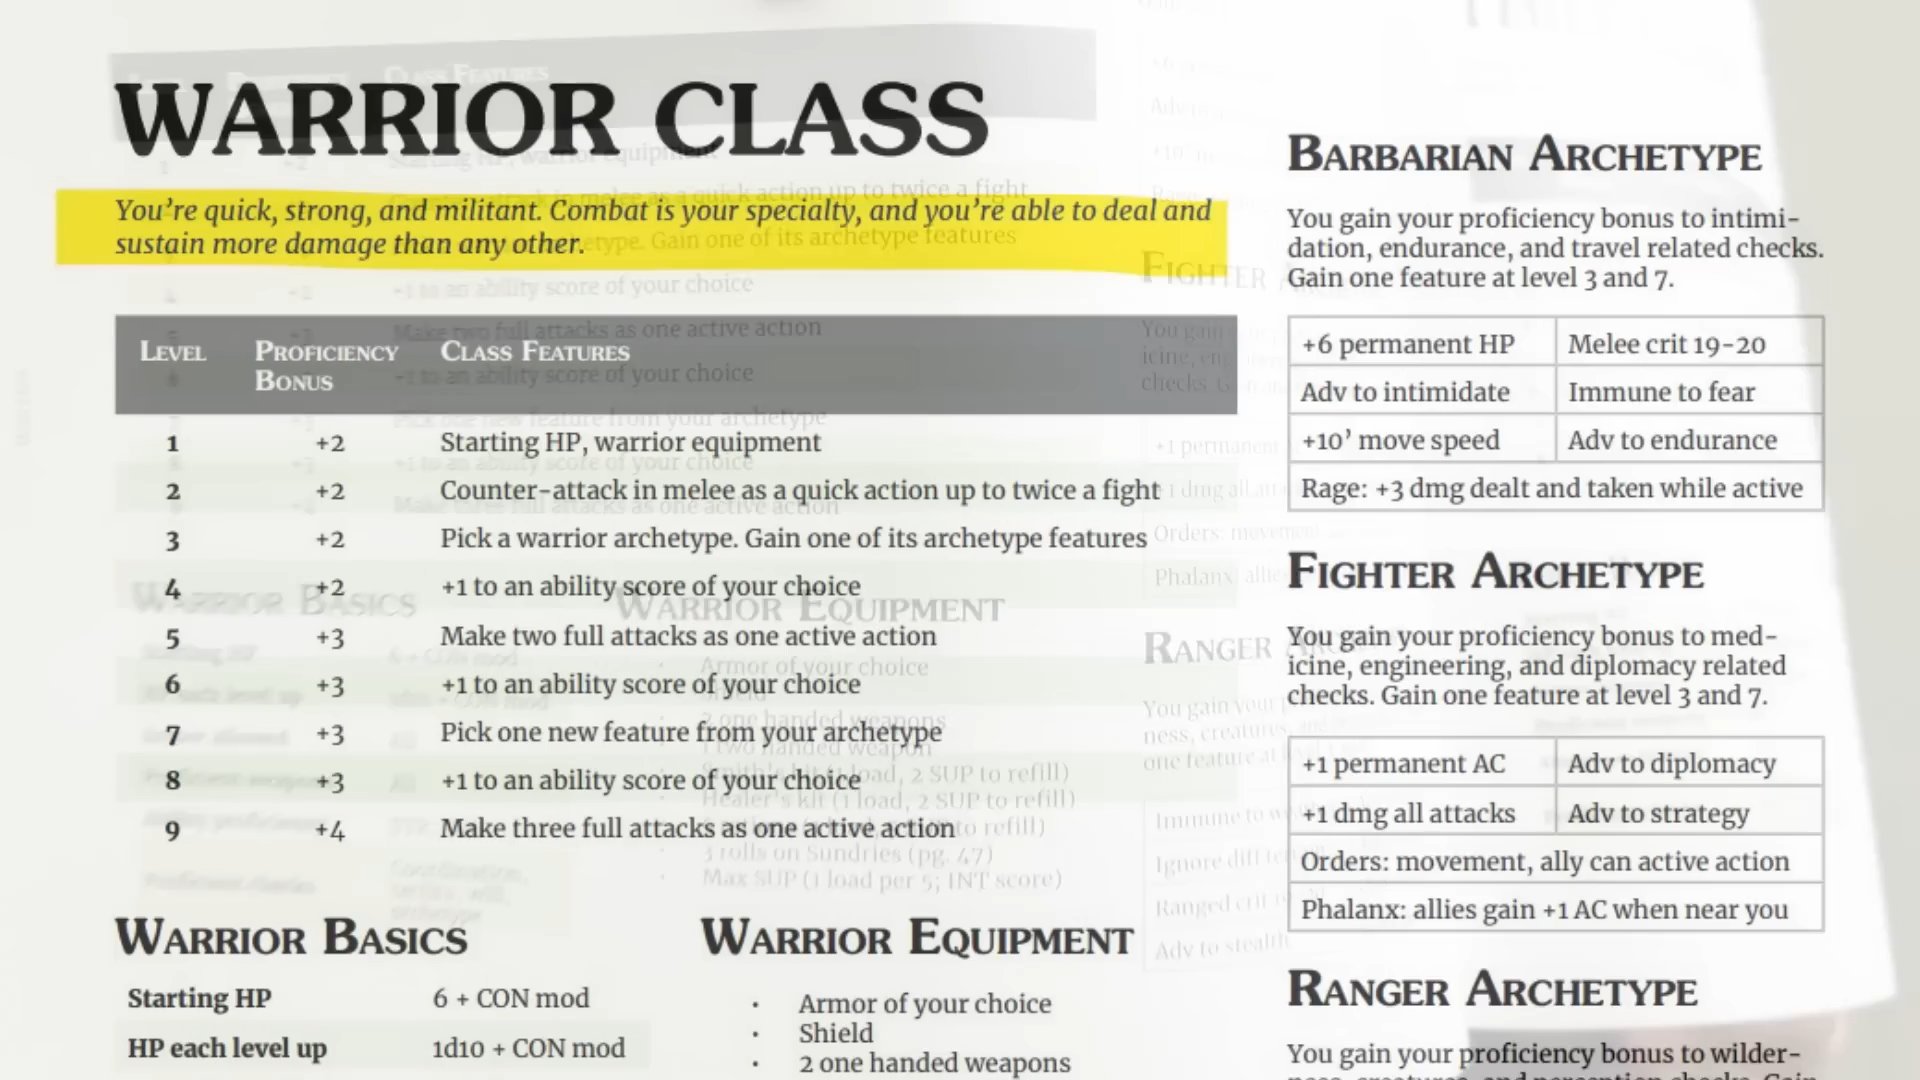 WARRIOR CLASS
You're quick, strong, and militant. Combat is your specialty, and you're able to deal and
sustain more damage than any other.
LEVEL PROFICIENCY BONUS CLASS FEATURES
1 +2 Starting HP, warrior equipment
2 +2 Counter-attack in melee as a quick action up to twice a fight
3 +2 Pick a warrior archetype. Gain one of its archetype features
4 +2 +1 to an ability score of your choice
5 +3 Make two full attacks as one active action
6 +3 +1 to an ability score of your choice
7 +3 Pick one new feature from your archetype
8 +3 +1 to an ability score of your choice
9 +4 Make three full attacks as one active action
WARRIOR BASICS
Starting HP 6 + CON mod
HP each level up 1d10 + CON mod
WARRIOR EQUIPMENT
· Armor of your choice
· Shield
· 2 one handed weapons
BARBARIAN ARCHETYPE
You gain your proficiency bonus to intimi-
dation, endurance, and travel related checks.
Gain one feature at level 3 and 7.
+6 permanent HP Melee crit 19-20
Adv to intimidate Immune to fear
+10' move speed Adv to endurance
Rage: +3 dmg dealt and taken while active
FIGHTER ARCHETYPE
You gain your proficiency bonus to med-
icine, engineering, and diplomacy related
checks. Gain one feature at level 3 and 7.
+1 permanent AC Adv to diplomacy
+1 dmg all attacks Adv to strategy
Orders: movement, ally can active action
Phalanx: allies gain +1 AC when near you
RANGER ARCHETYPE
You gain your proficiency bonus to wilder-